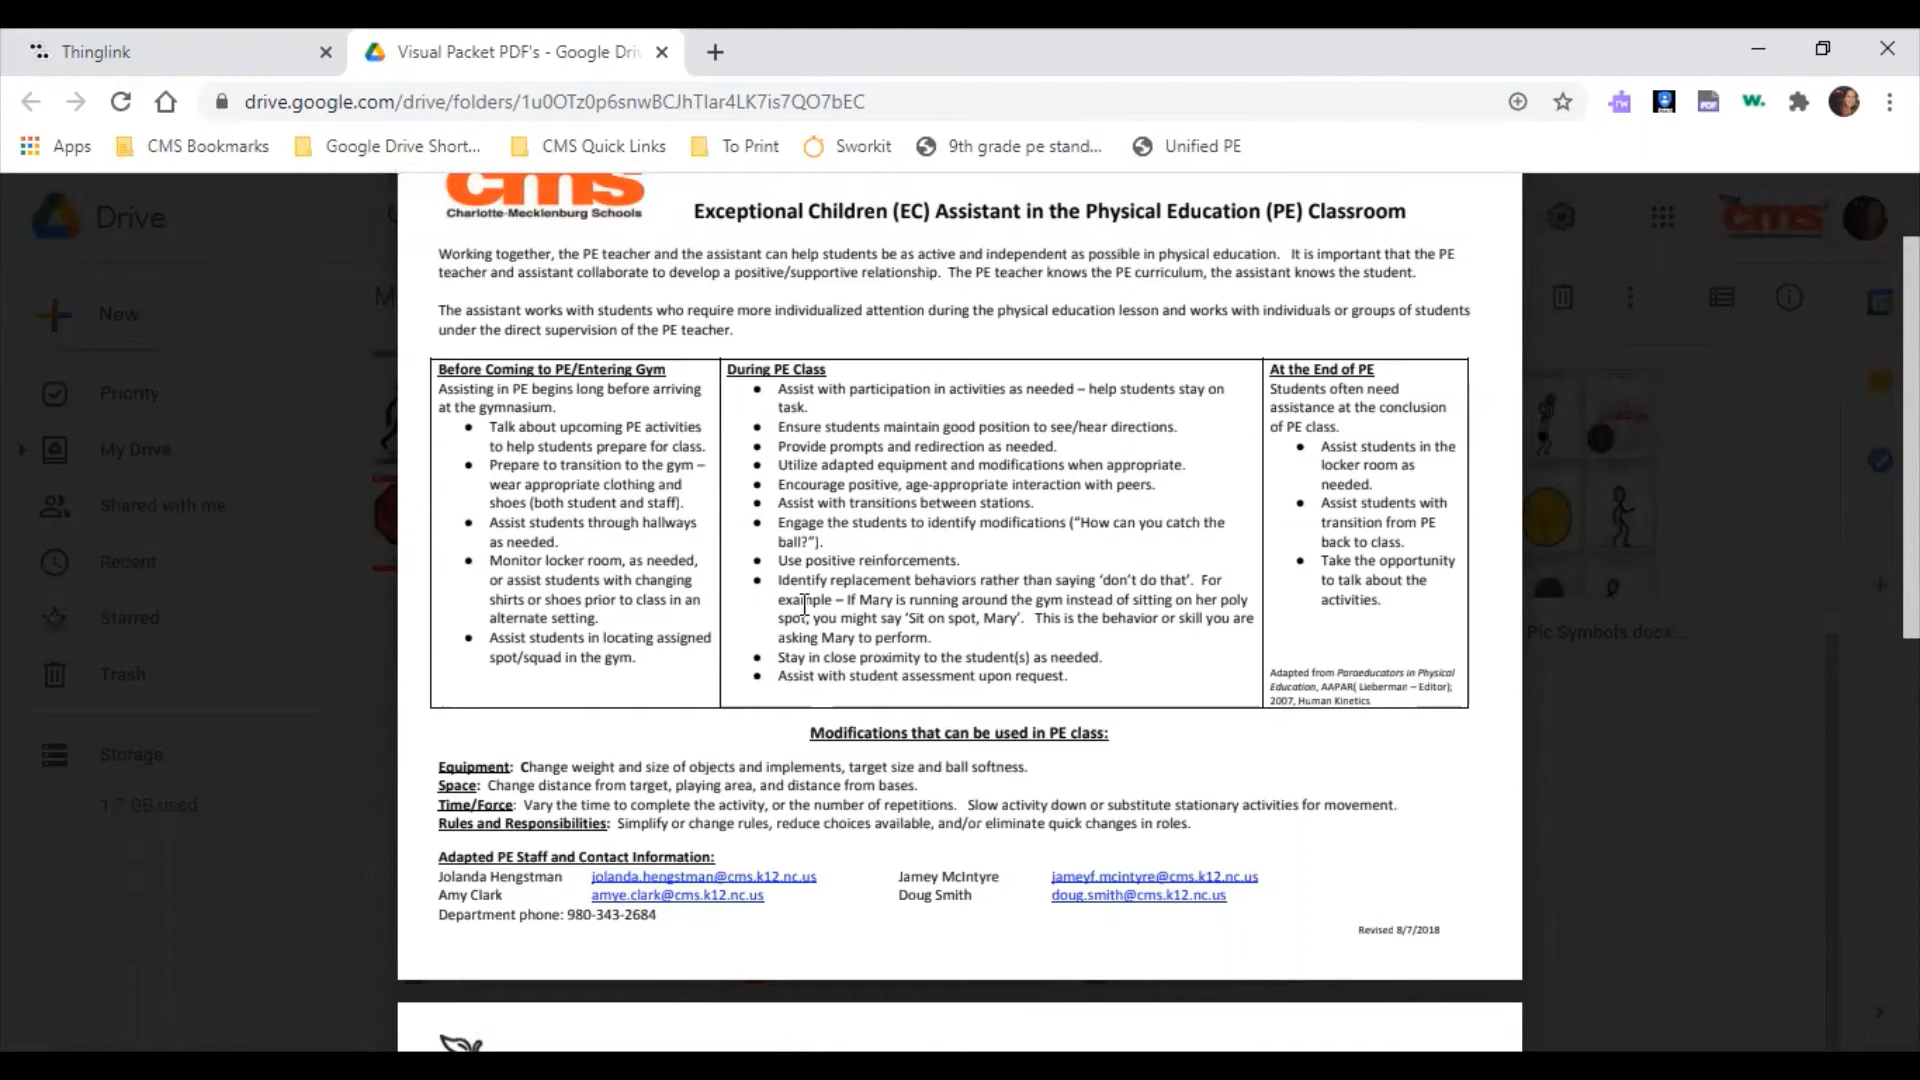 Thinglink
Visual Packet PDF's - Google Dri
drive.google.com/drive/folders/
Apps
CMS Bookmarks
Google Drive Short...
CMS Quick Links
To Print
Sworkit
9th grade pe stand...
Unified PE
Drive
New
Priority
My Drive
Shared with me
Recent
Starred
Trash
Storage
1.7 GB used
cms
Charlotte-Mecklenburg Schools
Exceptional Children (EC) Assistant in the Physical Education (PE) Classroom
Working together, the PE teacher and the assistant can help students be as active and independent as possible in physical education. It is important that the PE
teacher and assistant collaborate to develop a positive/supportive relationship. The PE teacher knows the PE curriculum, the assistant knows the student.
The assistant works with students who require more individualized attention during the physical education lesson and works with individuals or groups of students
under the direct supervision of the PE teacher.
Before Coming to PE/Entering Gym
Assisting in PE begins long before arriving
at the gymnasium.
● Talk about upcoming PE activities
to help students prepare for class.
● Prepare to transition to the gym –
wear appropriate clothing and
shoes (both student and staff).
● Assist students through hallways
as needed.
● Monitor locker room, as needed,
or assist students with changing
shirts or shoes prior to class in an
alternate setting.
● Assist students in locating assigned
spot/squad in the gym.
During PE Class
● Assist with participation in activities as needed – help students stay on
task.
● Ensure students maintain good position to see/hear directions.
● Provide prompts and redirection as needed.
● Utilize adapted equipment and modifications when appropriate.
● Encourage positive, age-appropriate interaction with peers.
● Assist with transitions between stations.
● Engage the students to identify modifications (“How can you catch the
ball?”).
● Use positive reinforcements.
● Identify replacement behaviors rather than saying ‘don’t do that’. For
example – If Mary is running around the gym instead of sitting on her poly
spot, you might say ‘Sit on spot, Mary’. This is the behavior or skill you are
asking Mary to perform.
● Stay in close proximity to the student(s) as needed.
● Assist with student assessment upon request.
At the End of PE
Students often need
assistance at the conclusion
of PE class.
● Assist students in the
locker room as
needed.
● Assist students with
transition from PE
back to class.
● Take the opportunity
to talk about the
activities.
Adapted from Paraeducators in Physical
Education, AAPAR( Lieberman – Editor);
2007, Human Kinetics
Modifications that can be used in PE class:
Equipment: Change weight and size of objects and implements, target size and ball softness.
Space: Change distance from target, playing area, and distance from bases.
Time/Force: Vary the time to complete the activity, or the number of repetitions. Slow activity down or substitute stationary activities for movement.
Rules and Responsibilities: Simplify or change rules, reduce choices available, and/or eliminate quick changes in roles.
Adapted PE Staff and Contact Information:
Jolanda Hengstman jolanda.hengstman@cms.k12.nc.us Jamey McIntyre jameyf.mcintyre@cms.k12.nc.us
Amy Clark amye.clark@cms.k12.nc.us Doug Smith doug.smith@cms.k12.nc.us
Department phone: 980-343-2684
Revised 8/7/2018
Pic Symbols.docx...